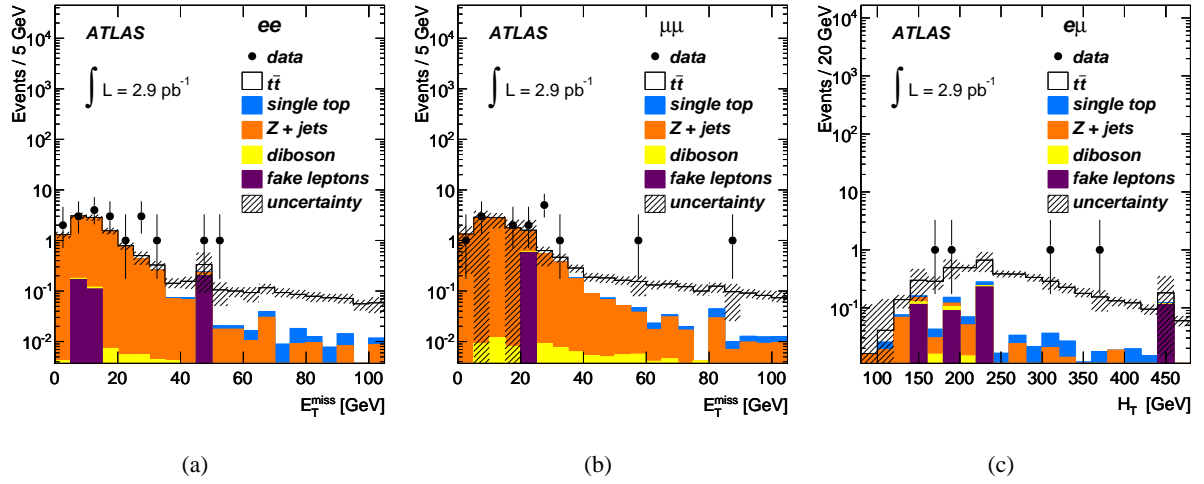 Events / 5 GeV
10⁴
10³
10²
10
1
10⁻¹
10⁻²
ATLAS
ee
∫ L = 2.9 pb⁻¹
data
tt̄
single top
Z + jets
diboson
fake leptons
uncertainty
0 20 40 60 80 100
E_T^miss [GeV]
(a)
Events / 5 GeV
10⁴
10³
10²
10
1
10⁻¹
10⁻²
ATLAS
μμ
∫ L = 2.9 pb⁻¹
data
tt̄
single top
Z + jets
diboson
fake leptons
uncertainty
0 20 40 60 80 100
E_T^miss [GeV]
(b)
Events / 20 GeV
10⁴
10³
10²
10
1
10⁻¹
ATLAS
eμ
∫ L = 2.9 pb⁻¹
data
tt̄
single top
Z + jets
diboson
fake leptons
uncertainty
100 150 200 250 300 350 400 450
H_T [GeV]
(c)